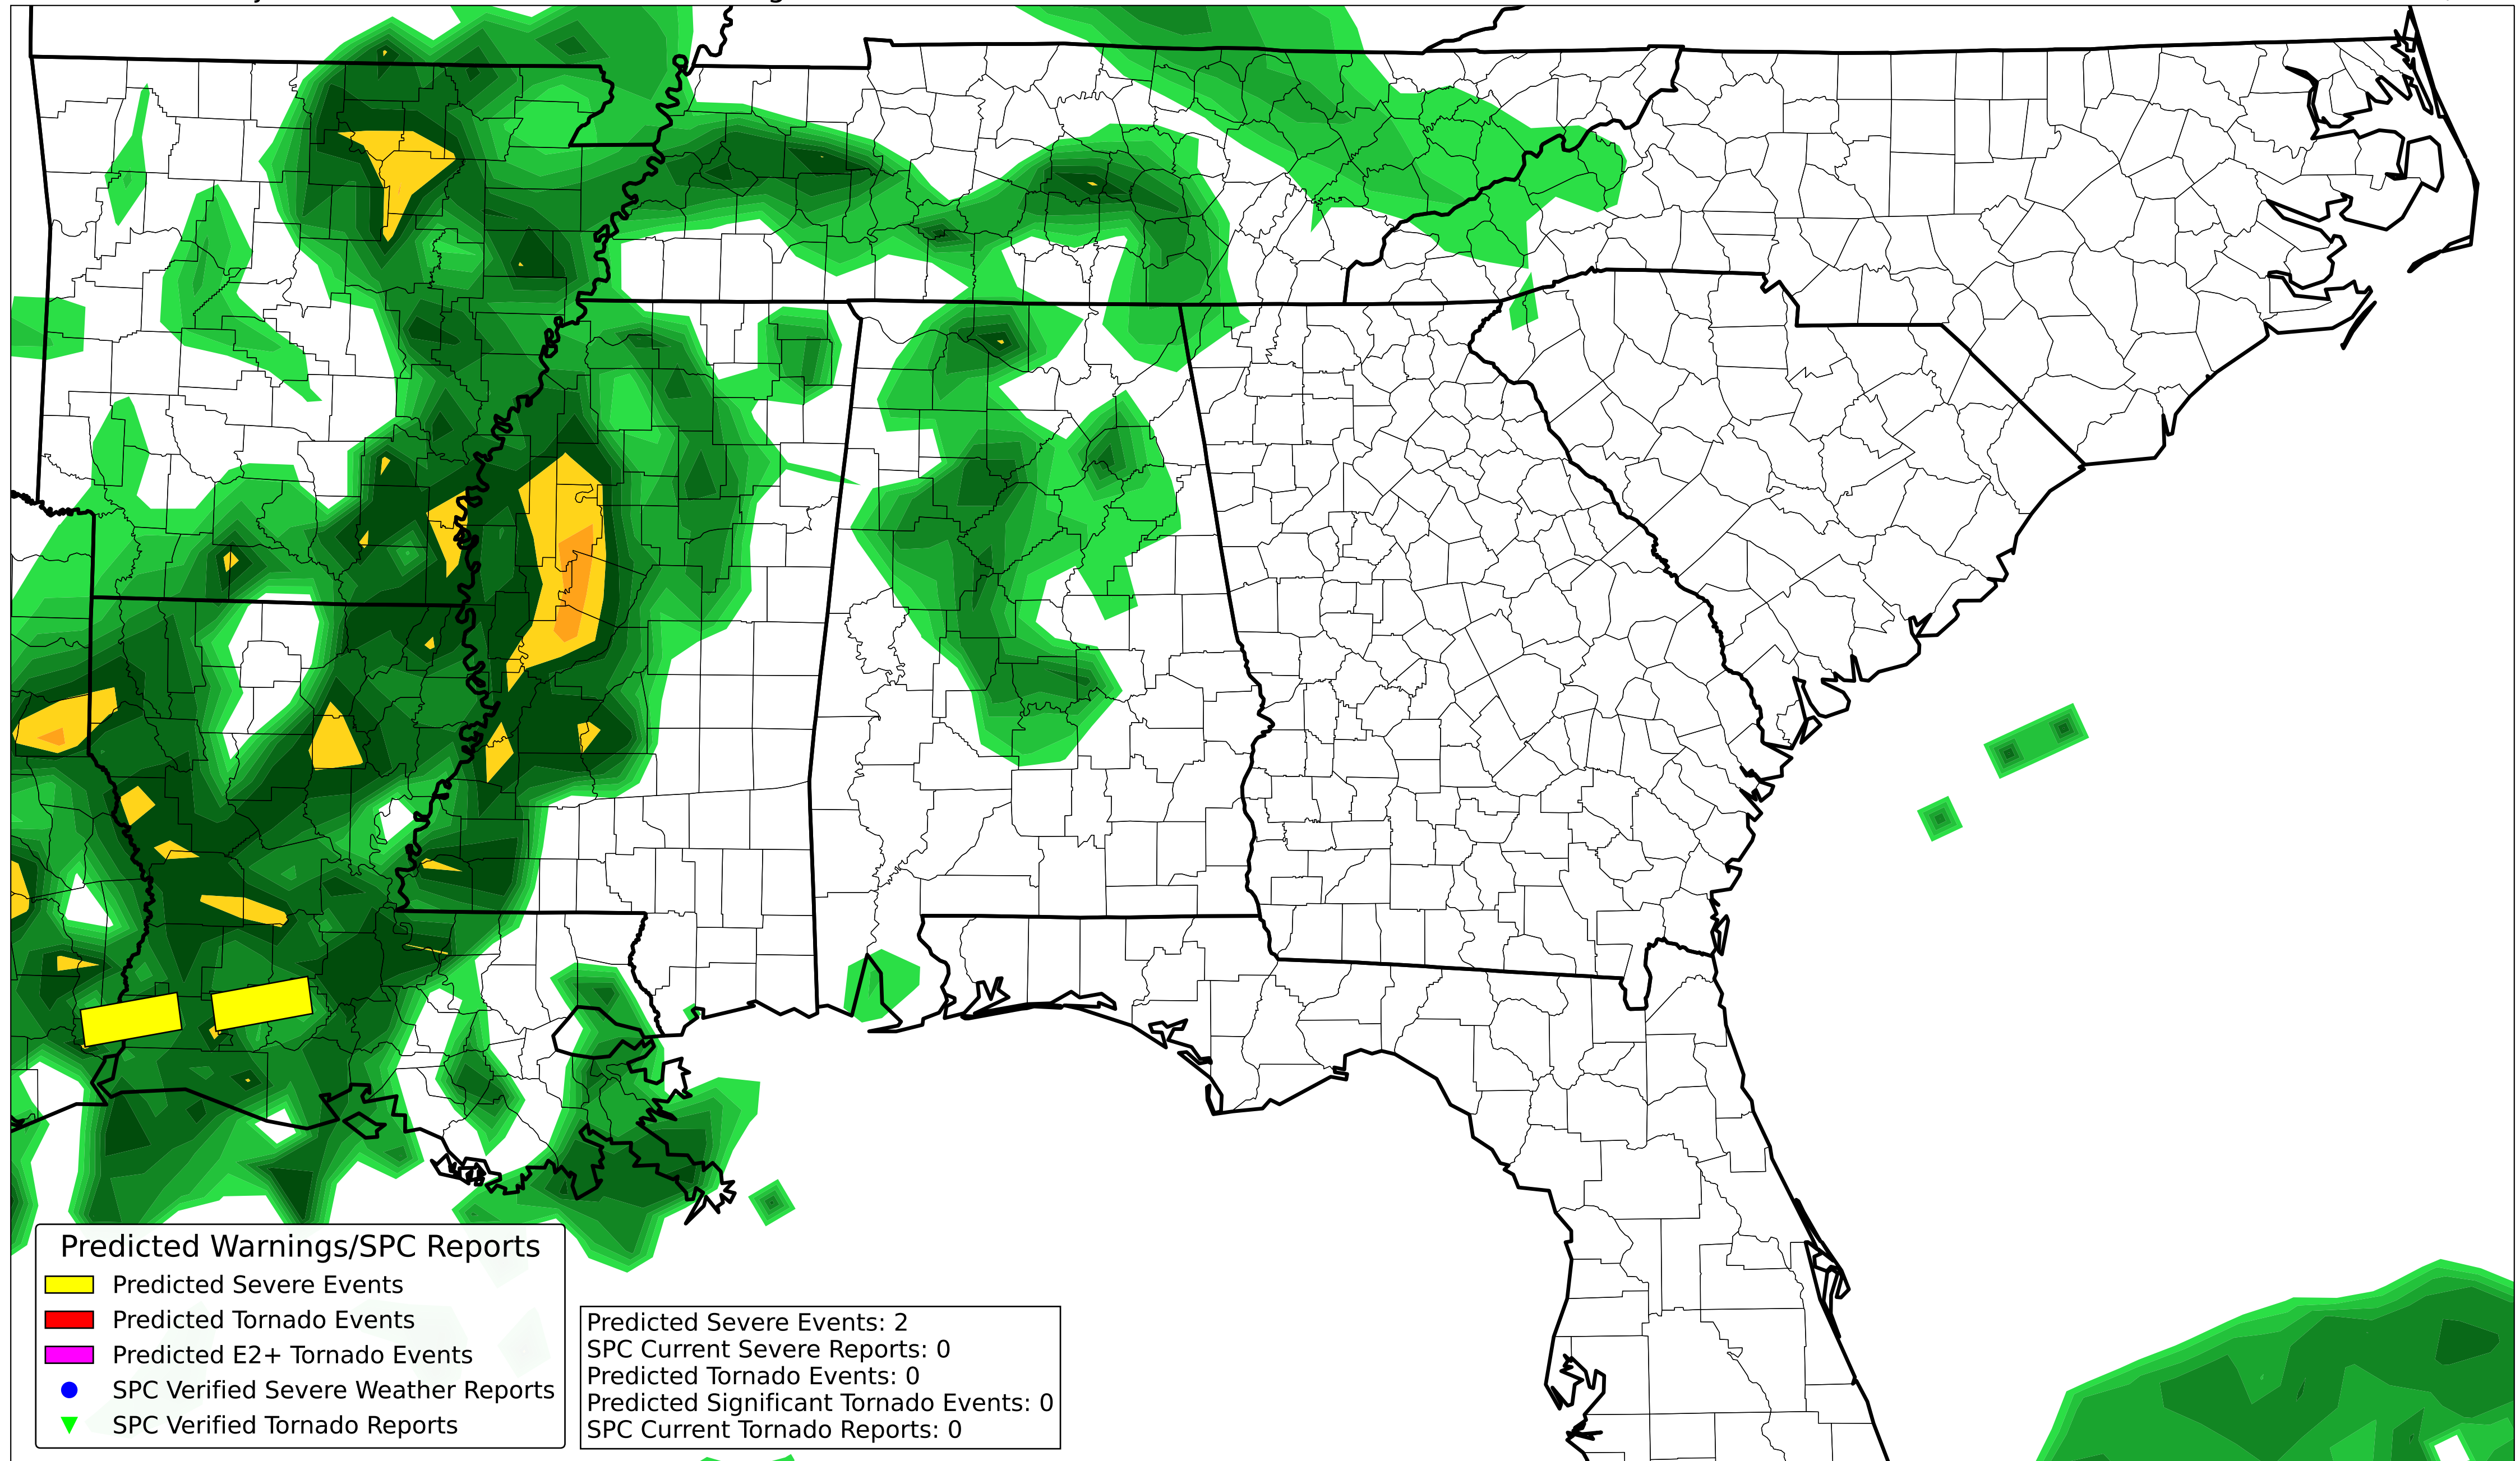 Predicted Warnings/SPC Reports
Predicted Severe Events
Predicted Tornado Events
Predicted E2+ Tornado Events
SPC Verified Severe Weather Reports
SPC Verified Tornado Reports
Predicted Severe Events: 2
SPC Current Severe Reports: 0
Predicted Tornado Events: 0
Predicted Significant Tornado Events: 0
SPC Current Tornado Reports: 0